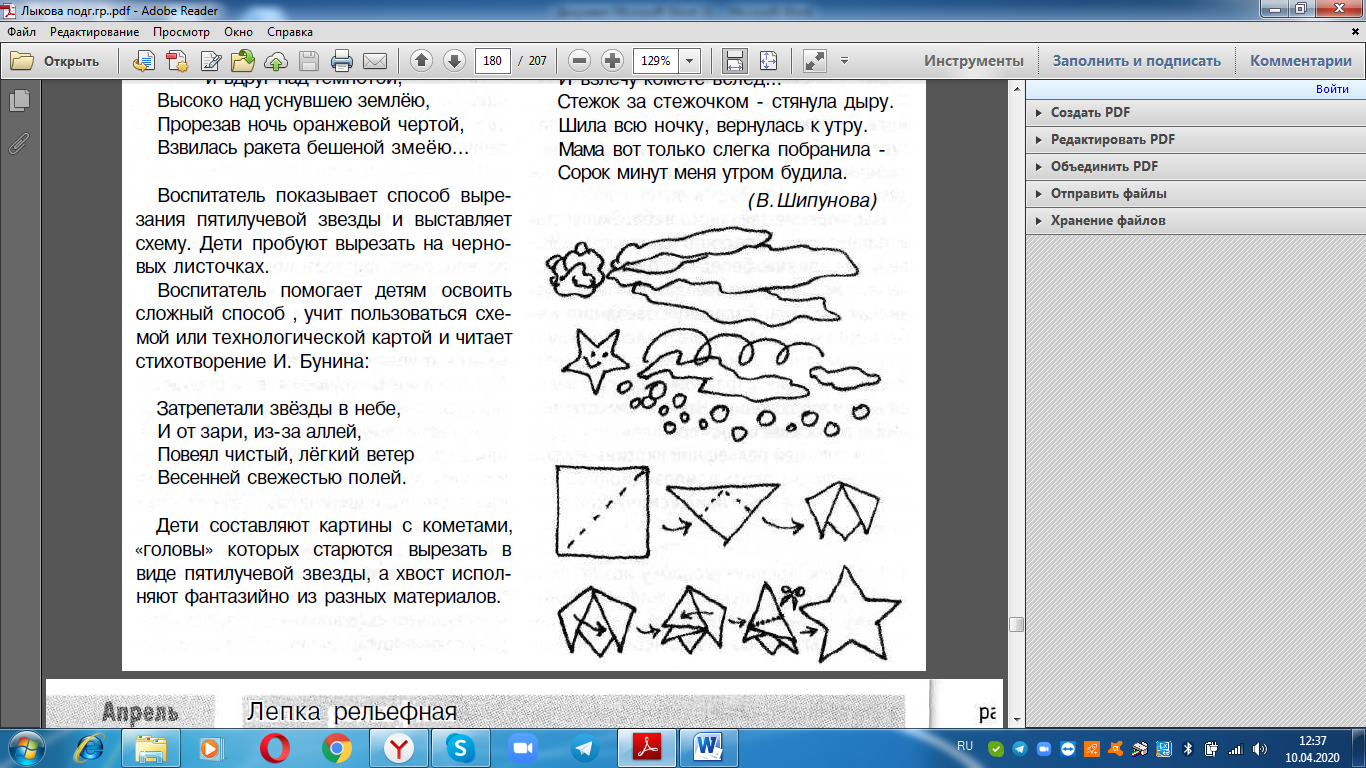 Лыкова подг.гр..pdf - Adobe Reader
Файл Редактирование Просмотр Окно Справка
Открыть 180 / 207 129% Инструменты Заполнить и подписать Комментарии
Войти
Создать PDF
Редактировать PDF
Объединить PDF
Отправить файлы
Хранение файлов
И вдруг над темнотой,
Высоко над уснувшею землёю,
Прорезав ночь оранжевой чертой,
Взвилась ракета бешеной змеёю...
Воспитатель показывает способ выре-
зания пятилучевой звезды и выставляет
схему. Дети пробуют вырезать на черно-
вых листочках.
Воспитатель помогает детям освоить
сложный способ , учит пользоваться схе-
мой или технологической картой и читает
стихотворение И. Бунина:
Затрепетали звёзды в небе,
И от зари, из-за аллей,
Повеял чистый, лёгкий ветер
Весенней свежестью полей.
Дети составляют картины с кометами,
«головы» которых старются вырезать в
виде пятилучевой звезды, а хвост испол-
няют фантазийно из разных материалов.
Стежок за стежочком - стянула дыру.
Шила всю ночку, вернулась к утру.
Мама вот только слегка побранила -
Сорок минут меня утром будила.
(В. Шипунова)
Апрель Лепка рельефная
RU 12:37
10.04.2020